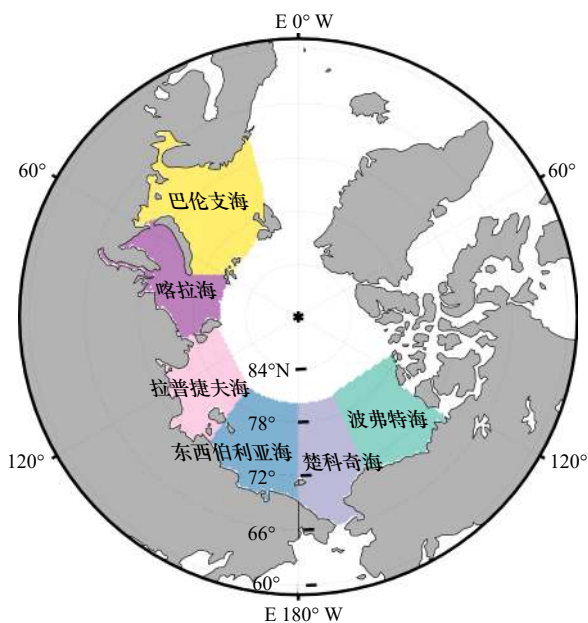 E 0° W
60°
60°
巴伦支海
喀拉海
84°N
拉普捷夫海
78°
波弗特海
东西伯利亚海
楚科奇海
72°
120°
120°
66°
60°
E 180° W